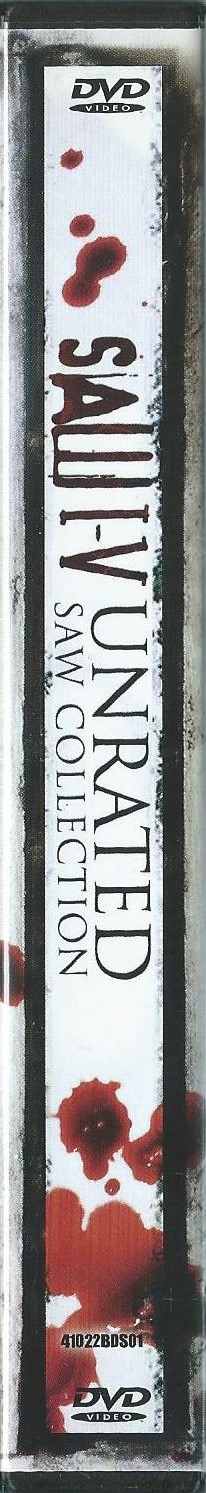 DVD
VIDEO
SAW I-V UNRATED
SAW COLLECTION
41022BDS01
DVD
VIDEO